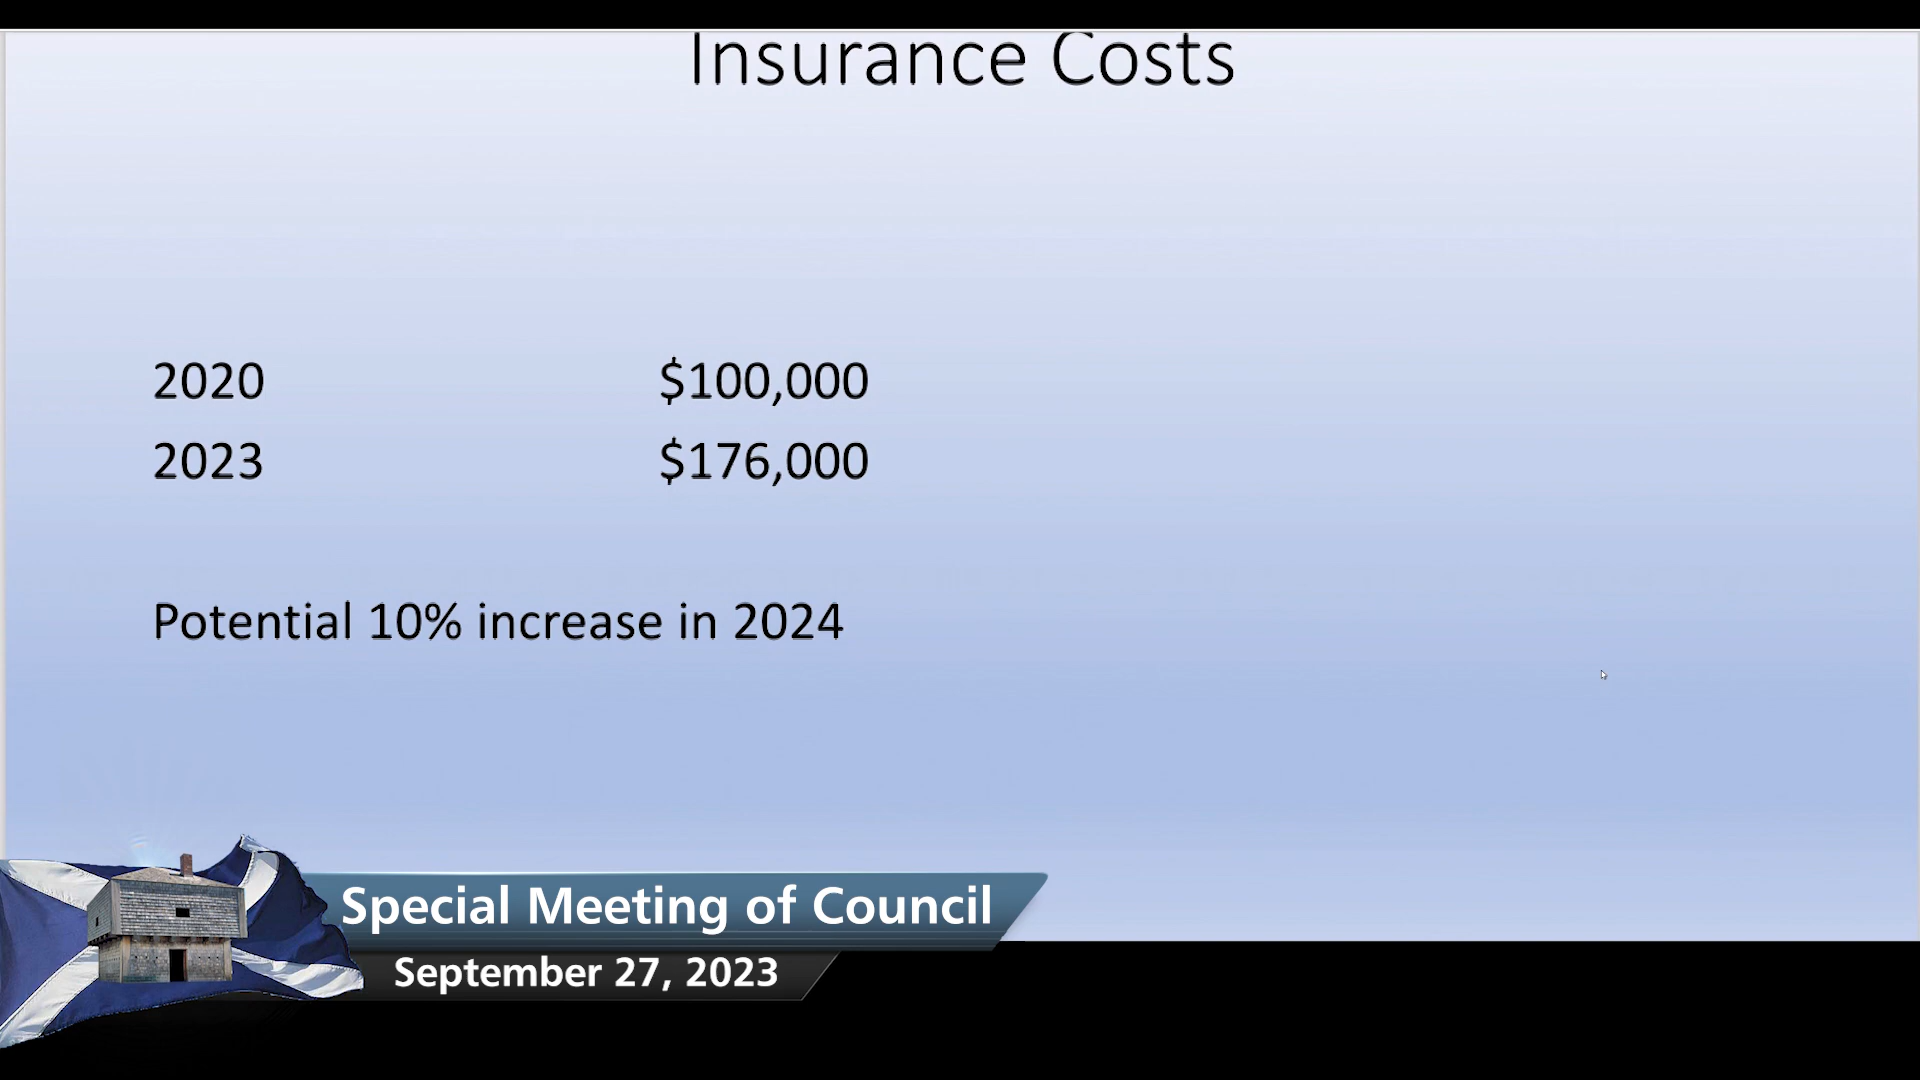 Insurance Costs
2020 $100,000
2023 $176,000
Potential 10% increase in 2024
Special Meeting of Council
September 27, 2023